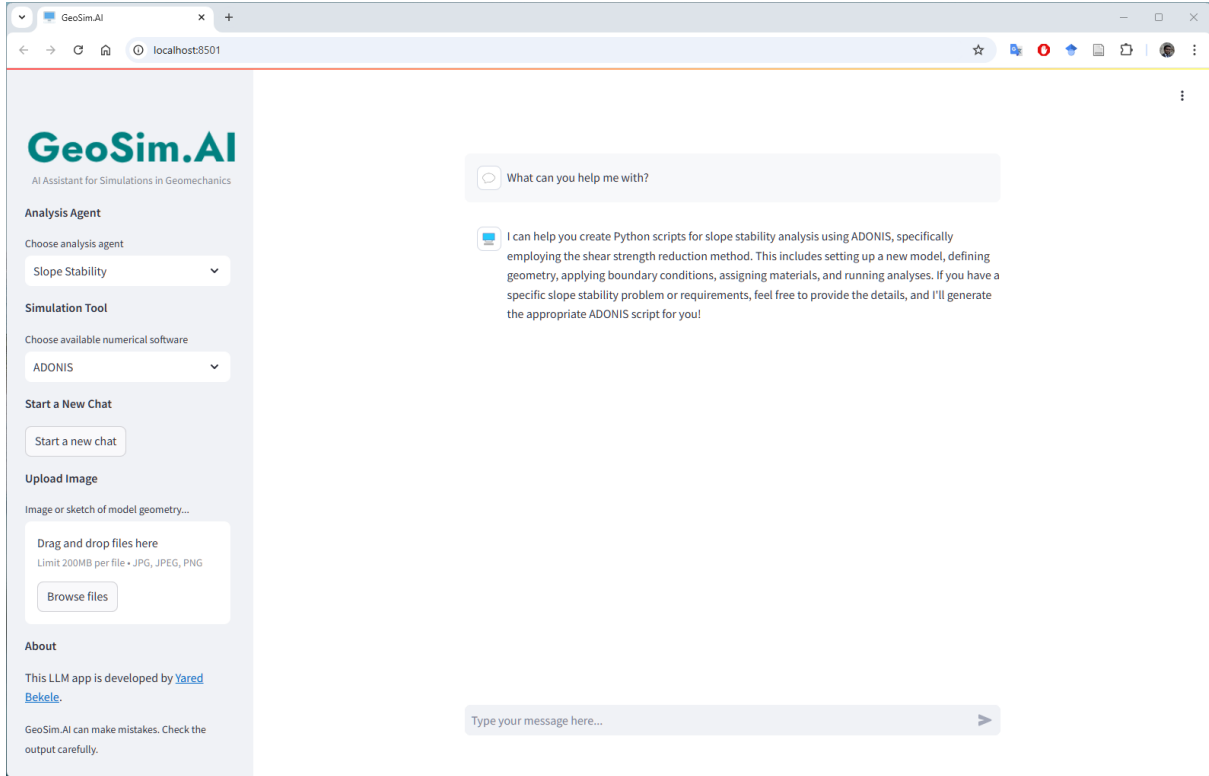 GeoSim.AI
localhost:8501
GeoSim.AI
AI Assistant for Simulations in Geomechanics
Analysis Agent
Choose analysis agent
Slope Stability
Simulation Tool
Choose available numerical software
ADONIS
Start a New Chat
Start a new chat
Upload Image
Image or sketch of model geometry...
Drag and drop files here
Limit 200MB per file • JPG, JPEG, PNG
Browse files
About
This LLM app is developed by Yared
Bekele.
GeoSim.AI can make mistakes. Check the
output carefully.
What can you help me with?
I can help you create Python scripts for slope stability analysis using ADONIS, specifically
employing the shear strength reduction method. This includes setting up a new model, defining
geometry, applying boundary conditions, assigning materials, and running analyses. If you have a
specific slope stability problem or requirements, feel free to provide the details, and I'll generate
the appropriate ADONIS script for you!
Type your message here...